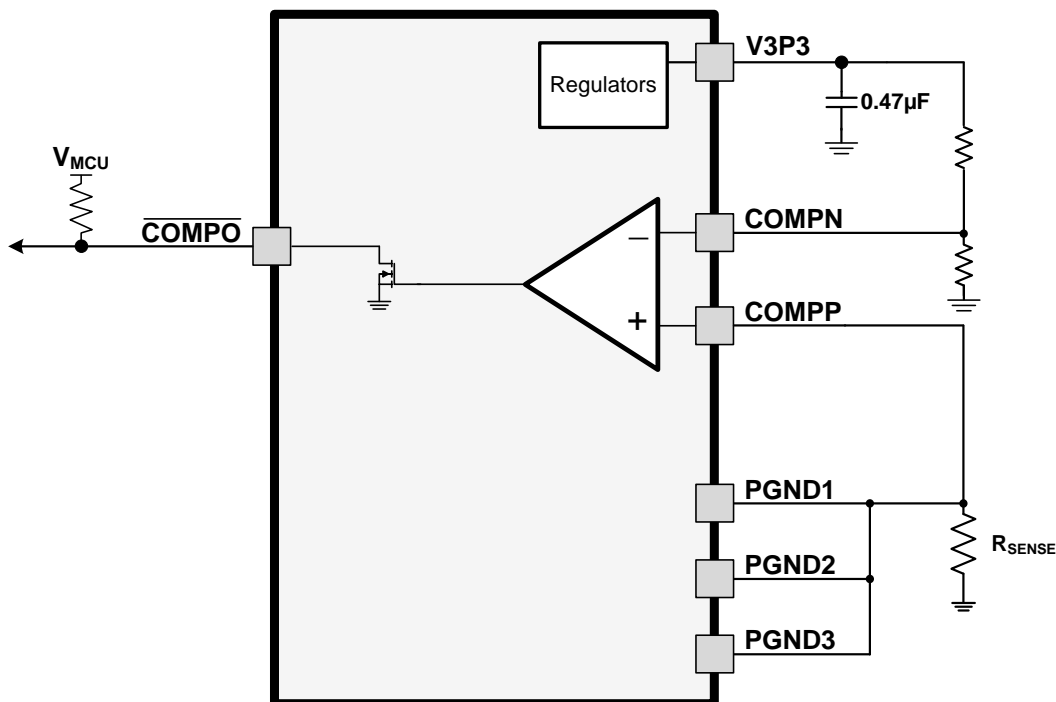 V3P3
Regulators
0.47µF
VMCU
COMPO
COMPN
−
+
COMPP
PGND1
RSENSE
PGND2
PGND3